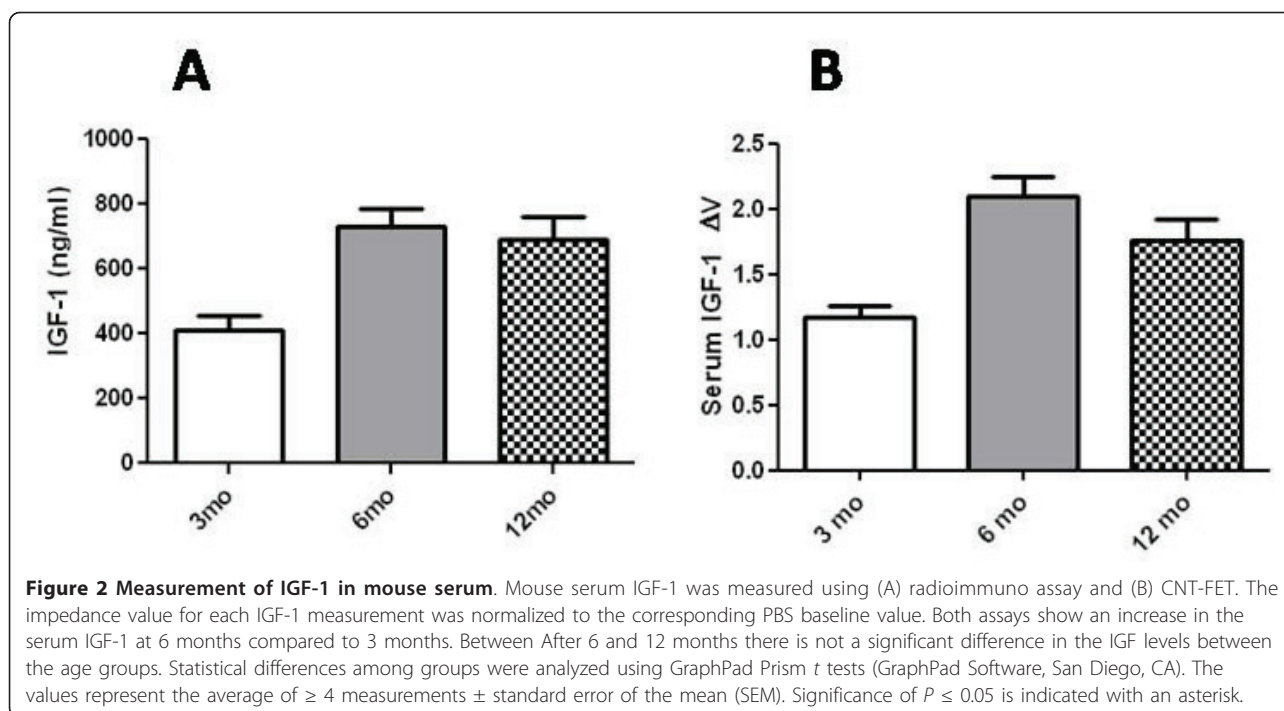 A
B
1000
800
600
400
200
0
IGF-1 (ng/ml)
3mo
6mo
12mo
2.5
2.0
1.5
1.0
0.5
0.0
Serum IGF-1 ΔV
3 mo
6 mo
12 mo
Figure 2 Measurement of IGF-1 in mouse serum. Mouse serum IGF-1 was measured using (A) radioimmuno assay and (B) CNT-FET. The
impedance value for each IGF-1 measurement was normalized to the corresponding PBS baseline value. Both assays show an increase in the
serum IGF-1 at 6 months compared to 3 months. Between After 6 and 12 months there is not a significant difference in the IGF levels between
the age groups. Statistical differences among groups were analyzed using GraphPad Prism t tests (GraphPad Software, San Diego, CA). The
values represent the average of ≥ 4 measurements ± standard error of the mean (SEM). Significance of P ≤ 0.05 is indicated with an asterisk.